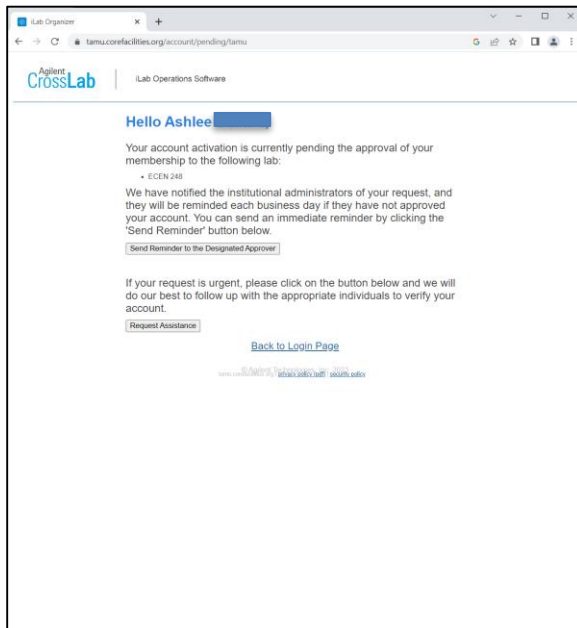 iLab Organizer
tamu.corefacilities.org/account/pending/tamu
Agilent
CrossLab
iLab Operations Software
Hello Ashlee
Your account activation is currently pending the approval of your
membership to the following lab:
• ECEN 248
We have notified the institutional administrators of your request, and
they will be reminded each business day if they have not approved
your account. You can send an immediate reminder by clicking the
'Send Reminder' button below.
Send Reminder to the Designated Approver
If your request is urgent, please click on the button below and we will
do our best to follow up with the appropriate individuals to verify your
account.
Request Assistance
Back to Login Page
privacy policy (pdf) security policy